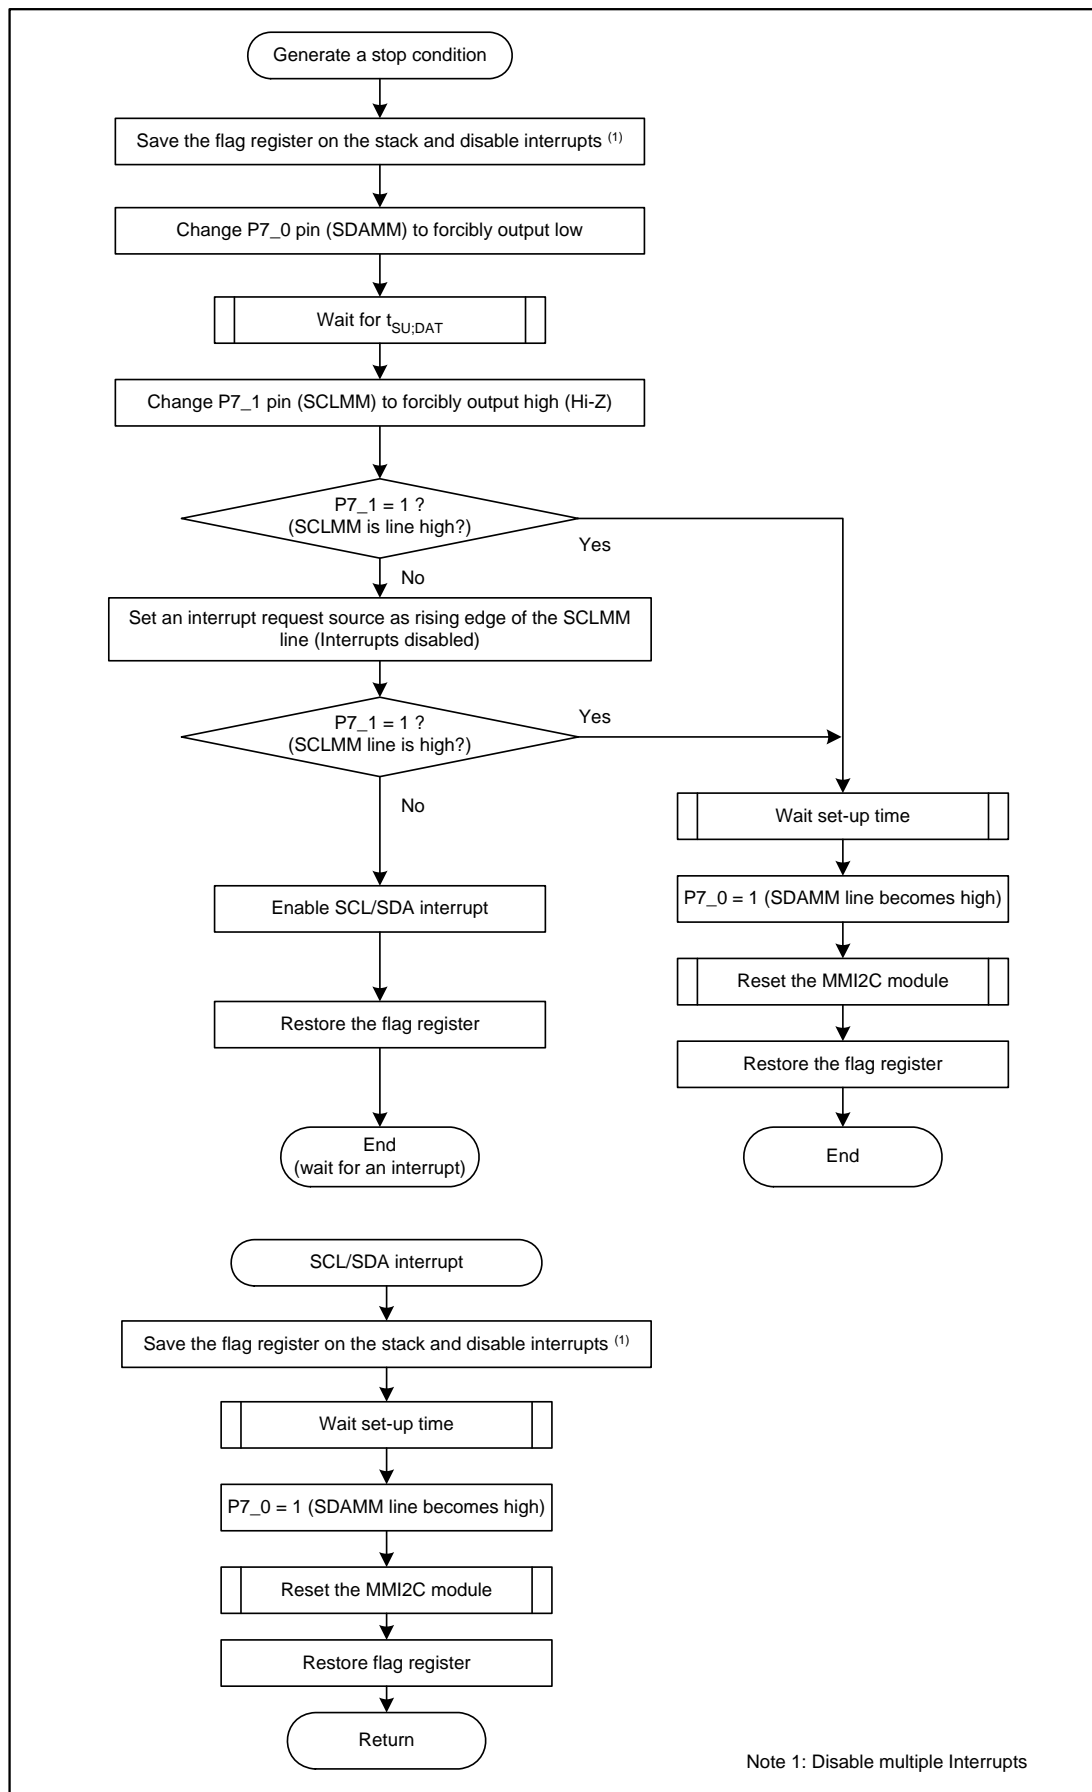 Generate a stop condition
Save the flag register on the stack and disable interrupts (1)
Change P7_0 pin (SDAMM) to forcibly output low
Wait for tSU;DAT
Change P7_1 pin (SCLMM) to forcibly output high (Hi-Z)
P7_1 = 1 ?
(SCLMM is line high?)
Yes
No
Set an interrupt request source as rising edge of the SCLMM
line (Interrupts disabled)
P7_1 = 1 ?
(SCLMM line is high?)
Yes
No
Enable SCL/SDA interrupt
Restore the flag register
End
(wait for an interrupt)
Wait set-up time
P7_0 = 1 (SDAMM line becomes high)
Reset the MMI2C module
Restore the flag register
End
SCL/SDA interrupt
Save the flag register on the stack and disable interrupts (1)
Wait set-up time
P7_0 = 1 (SDAMM line becomes high)
Reset the MMI2C module
Restore flag register
Return
Note 1: Disable multiple Interrupts